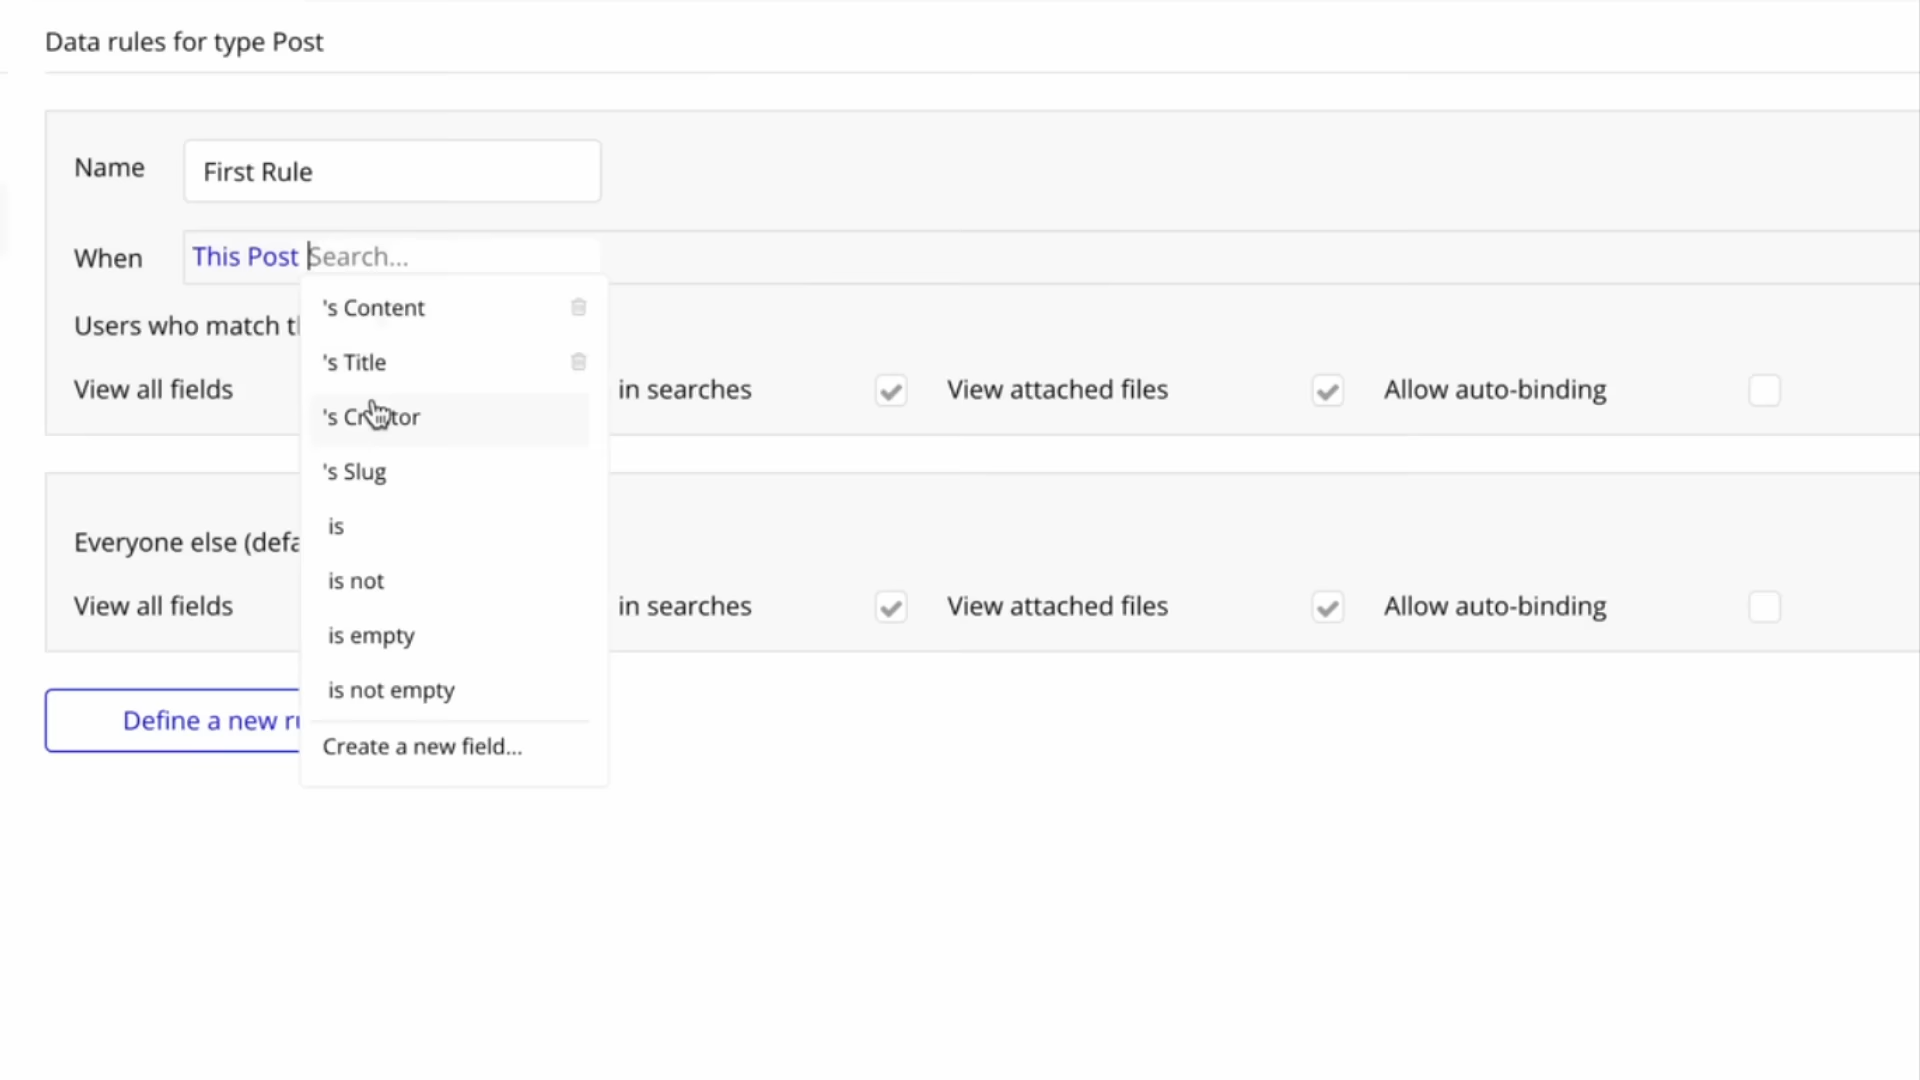 Data rules for type Post
Name First Rule
When This Post Search...
's Content
Users who match
's Title
View all fields in searches View attached files Allow auto-binding
's Creator
's Slug
is
Everyone else
is not
View all fields in searches View attached files Allow auto-binding
is empty
is not empty
Define a new
Create a new field...